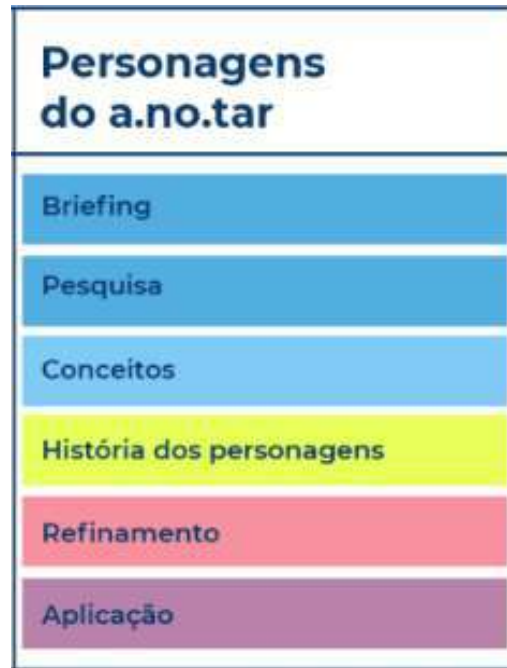 Personagens
do a.no.tar
Briefing
Pesquisa
Conceitos
História dos personagens
Refinamento
Aplicação